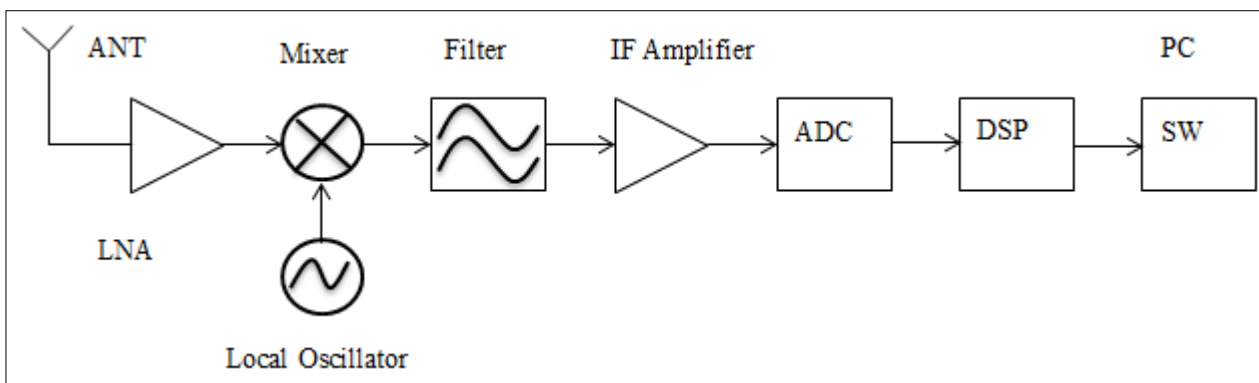 ANT
Mixer
Filter
IF Amplifier
PC
ADC
DSP
SW
LNA
Local Oscillator